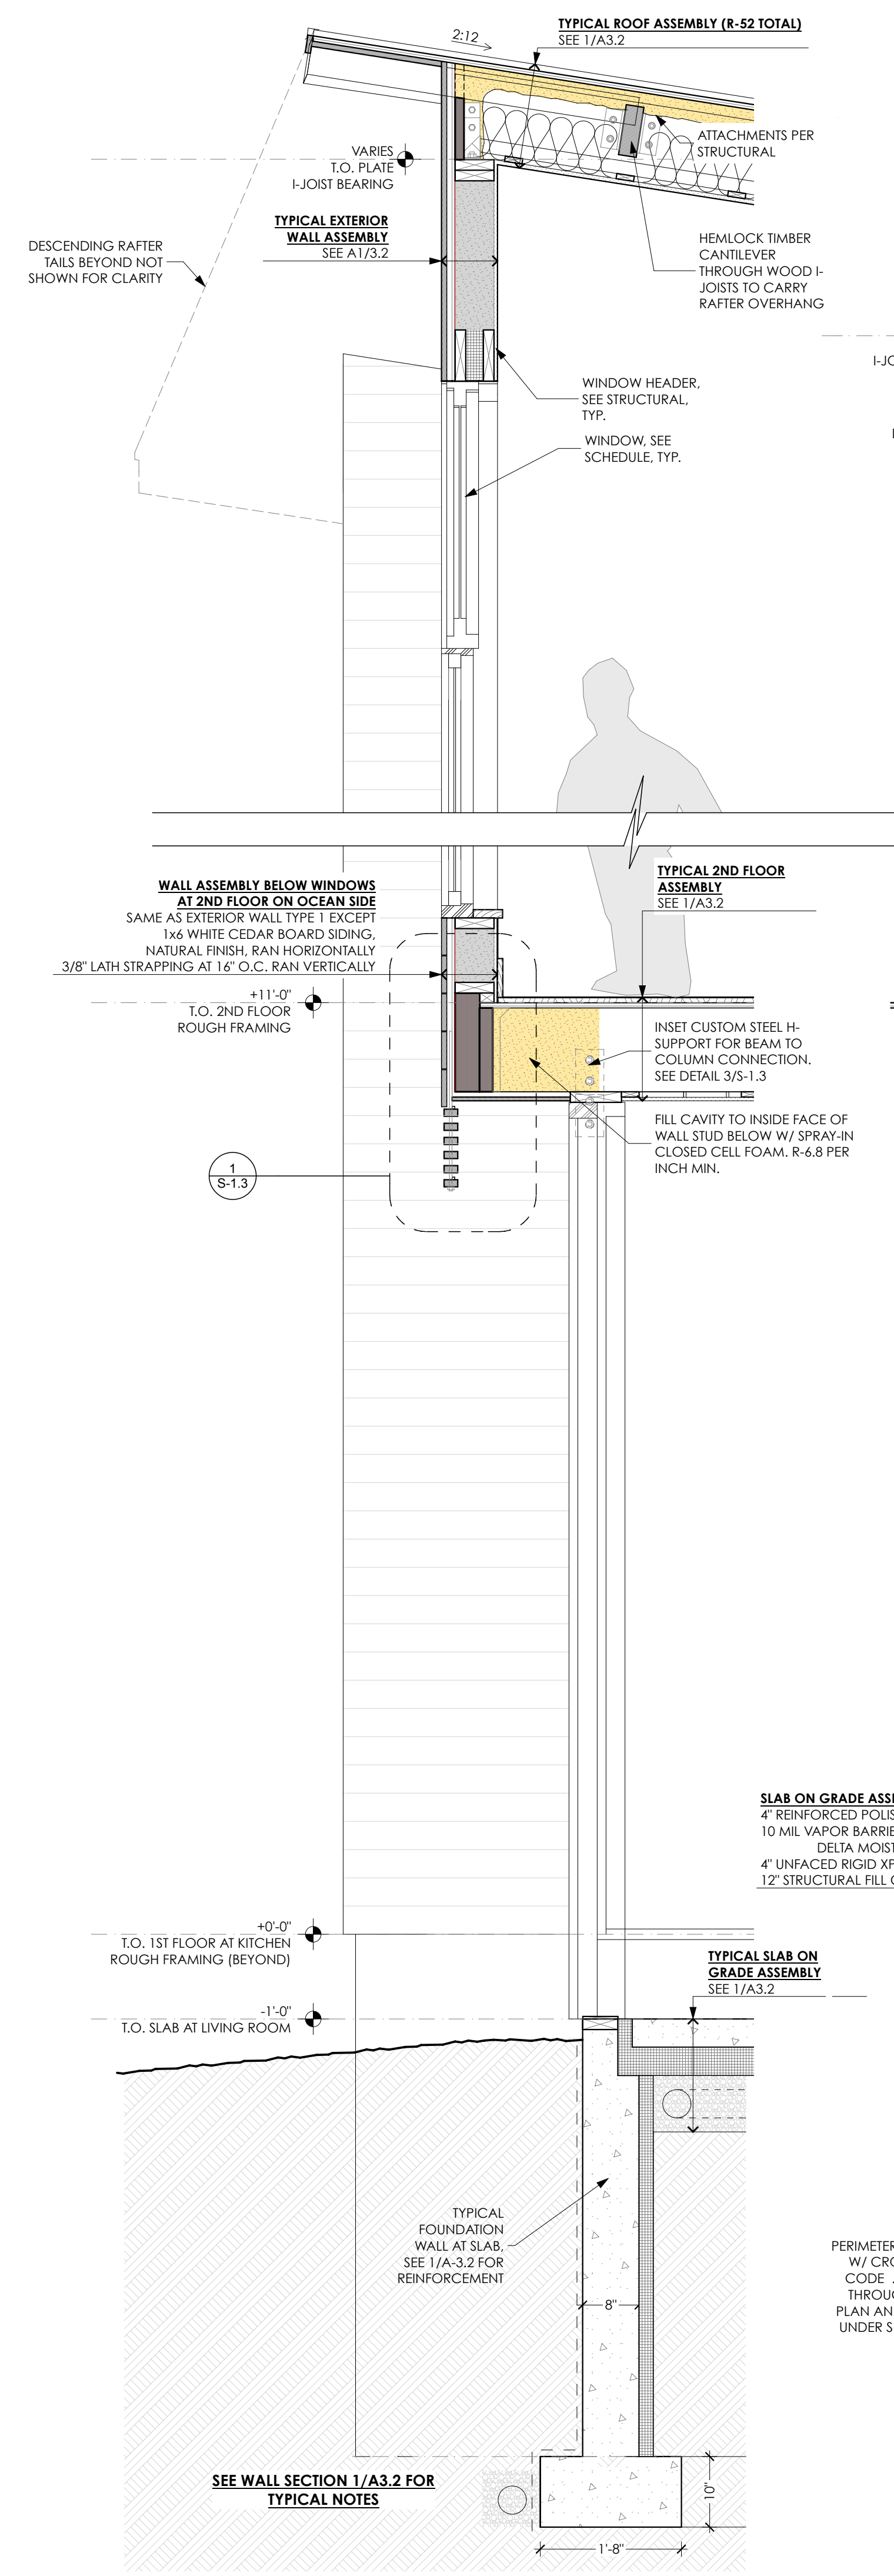 TYPICAL ROOF ASSEMBLY (R-52 TOTAL)
SEE 1/A3.2
2:12
ATTACHMENTS PER
STRUCTURAL
VARIES
T.O. PLATE
I-JOIST BEARING
TYPICAL EXTERIOR
WALL ASSEMBLY
SEE A1/3.2
DESCENDING RAFTER
TAILS BEYOND NOT
SHOWN FOR CLARITY
HEMLOCK TIMBER
CANTILEVER
THROUGH WOOD I-
JOISTS TO CARRY
RAFTER OVERHANG
WINDOW HEADER,
SEE STRUCTURAL,
TYP.
WINDOW, SEE
SCHEDULE, TYP.
WALL ASSEMBLY BELOW WINDOWS
AT 2ND FLOOR ON OCEAN SIDE
SAME AS EXTERIOR WALL TYPE 1 EXCEPT
1x6 WHITE CEDAR BOARD SIDING,
NATURAL FINISH, RAN HORIZONTALLY
3/8" LATH STRAPPING AT 16" O.C. RAN VERTICALLY
TYPICAL 2ND FLOOR
ASSEMBLY
SEE 1/A3.2
+11'-0"
T.O. 2ND FLOOR
ROUGH FRAMING
INSET CUSTOM STEEL H-
SUPPORT FOR BEAM TO
COLUMN CONNECTION.
SEE DETAIL 3/S-1.3
FILL CAVITY TO INSIDE FACE OF
WALL STUD BELOW W/ SPRAY-IN
CLOSED CELL FOAM. R-6.8 PER
INCH MIN.
1
S-1.3
SLAB ON GRADE ASSE
4" REINFORCED POLIS
10 MIL VAPOR BARRIE
DELTA MOIST
4" UNFACED RIGID XP
12" STRUCTURAL FILL
+0'-0"
T.O. 1ST FLOOR AT KITCHEN
ROUGH FRAMING (BEYOND)
TYPICAL SLAB ON
GRADE ASSEMBLY
SEE 1/A3.2
-1'-0"
T.O. SLAB AT LIVING ROOM
TYPICAL
FOUNDATION
WALL AT SLAB,
SEE 1/A-3.2 FOR
REINFORCEMENT
PERIMETER
W/ CRO
CODE
THROUG
PLAN AN
UNDER S
8"
SEE WALL SECTION 1/A3.2 FOR
TYPICAL NOTES
10"
1'-8"